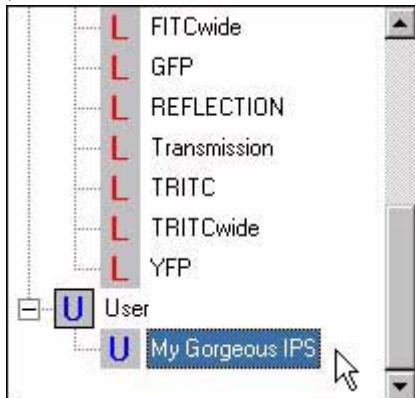 L FITCwide
L GFP
L REFLECTION
L Transmission
L TRITC
L TRITCwide
L YFP
U User
U My Gorgeous IPS